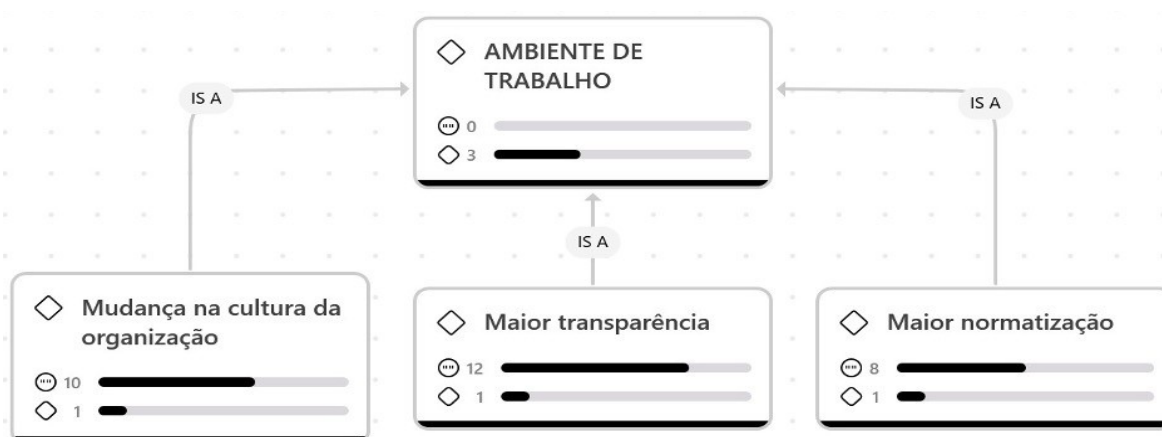 AMBIENTE DE
TRABALHO
0
3
IS A
IS A
IS A
Mudança na cultura da
organização
10
1
Maior transparência
12
1
Maior normatização
8
1